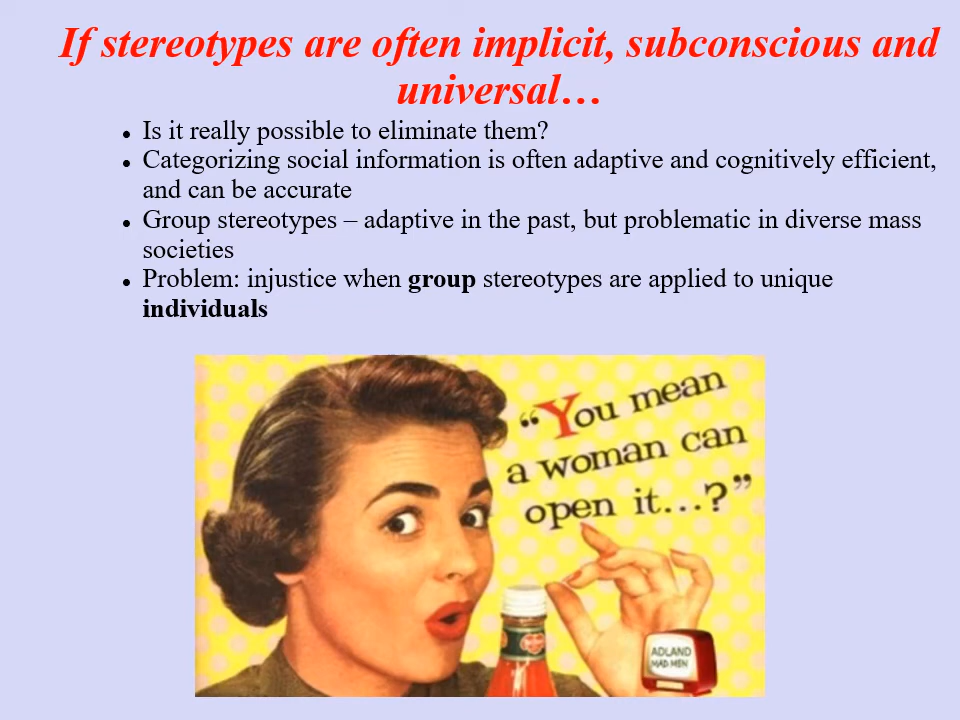 If stereotypes are often implicit, subconscious and
universal…
Is it really possible to eliminate them?
Categorizing social information is often adaptive and cognitively efficient,
and can be accurate
Group stereotypes – adaptive in the past, but problematic in diverse mass
societies
Problem: injustice when group stereotypes are applied to unique
individuals
“You mean
a woman can
open it...?”
ADLAND
MAD MEN